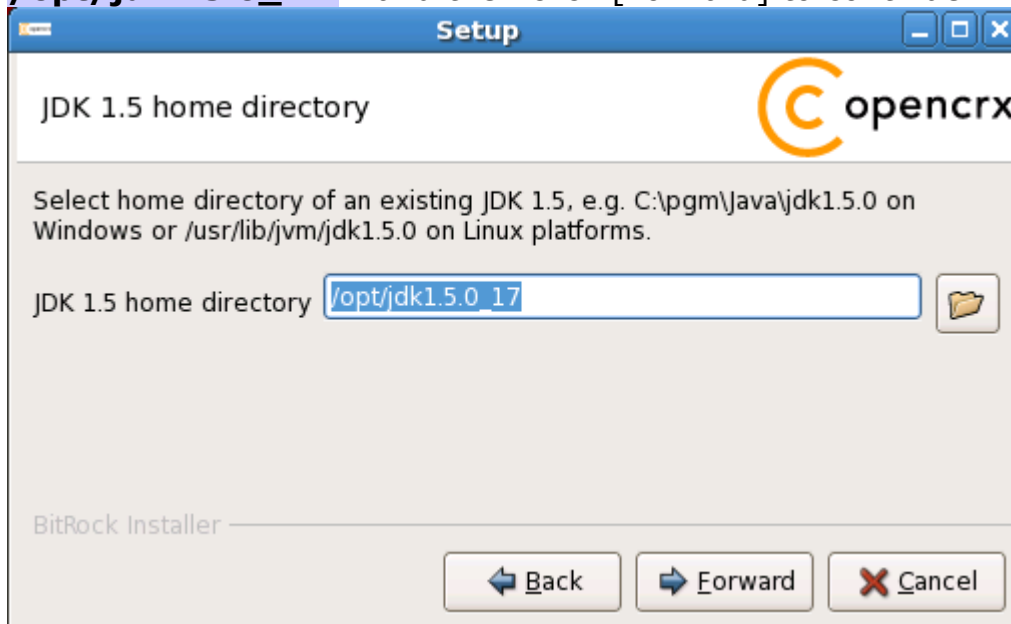 Setup
JDK 1.5 home directory
opencrx
Select home directory of an existing JDK 1.5, e.g. C:\pgm\Java\jdk1.5.0 on
Windows or /usr/lib/jvm/jdk1.5.0 on Linux platforms.
JDK 1.5 home directory /opt/jdk1.5.0_17
BitRock Installer
Back Forward Cancel